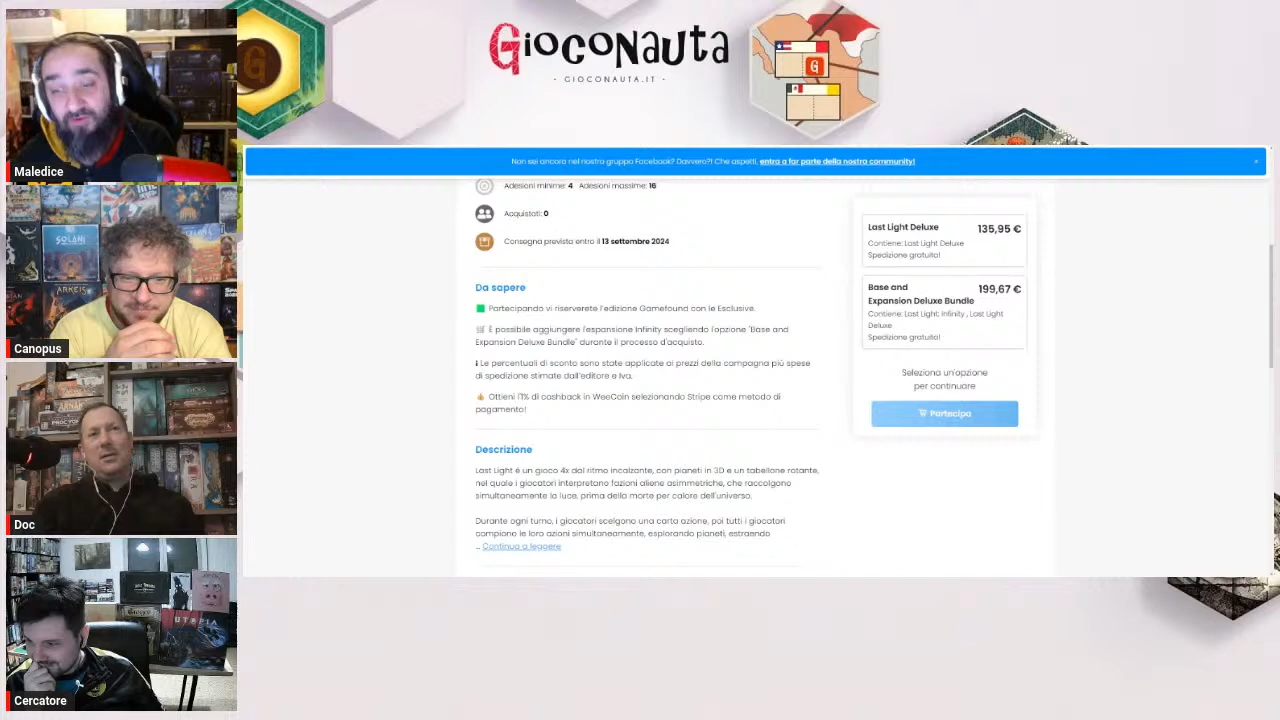 GIOCONAUTA
- GIOCONAUTA.IT -
Non sei ancora nel nostro gruppo Facebook? Davvero?! Che aspetti, entra a far parte della nostra community!
Adesioni minime: 4 Adesioni massime: 16
Acquistati: 0
Consegna prevista entro il 13 settembre 2024
Da sapere
Partecipando vi riserverete l'edizione Gamefound con le Esclusive.
È possibile aggiungere l'espansione Infinity scegliendo l'opzione "Base and
Expansion Deluxe Bundle" durante il processo d'acquisto.
Le percentuali di sconto sono state applicate ai prezzi della campagna più spese
di spedizione stimate dall'editore e Iva.
Ottieni l'1% di cashback in WeeCoin selezionando Stripe come metodo di
pagamento!
Descrizione
Last Light è un gioco 4x dal ritmo incalzante, con pianeti in 3D e un tabellone rotante,
nel quale i giocatori interpretano fazioni aliene asimmetriche, che raccolgono
simultaneamente la luce, prima della morte per calore dell'universo.
Durante ogni turno, i giocatori scelgono una carta azione, poi tutti i giocatori
compiono le loro azioni simultaneamente, esplorando pianeti, estraendo
... Continua a leggere
Last Light Deluxe 135,95 €
Contiene: Last Light Deluxe
Spedizione gratuita!
Base and 199,67 €
Expansion Deluxe Bundle
Contiene: Last Light: Infinity , Last Light
Deluxe
Spedizione gratuita!
Seleziona un'opzione
per continuare
Partecipa
Maledice
SOLANI
ARKEIS
Canopus
ARNAK
PROCYON
Doc
UTOPIA
Cercatore